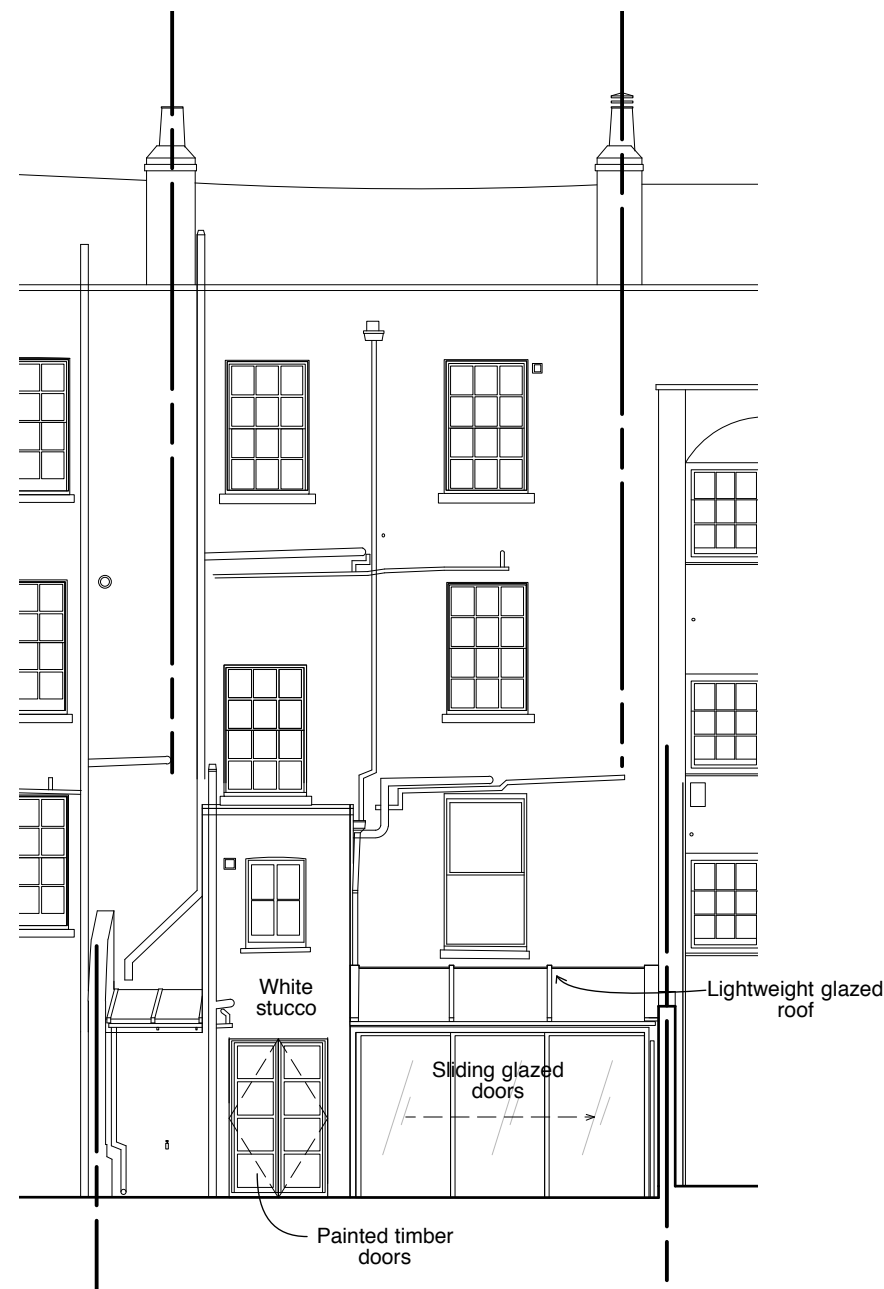 White
stucco
Lightweight glazed
roof
Sliding glazed
doors
Painted timber
doors